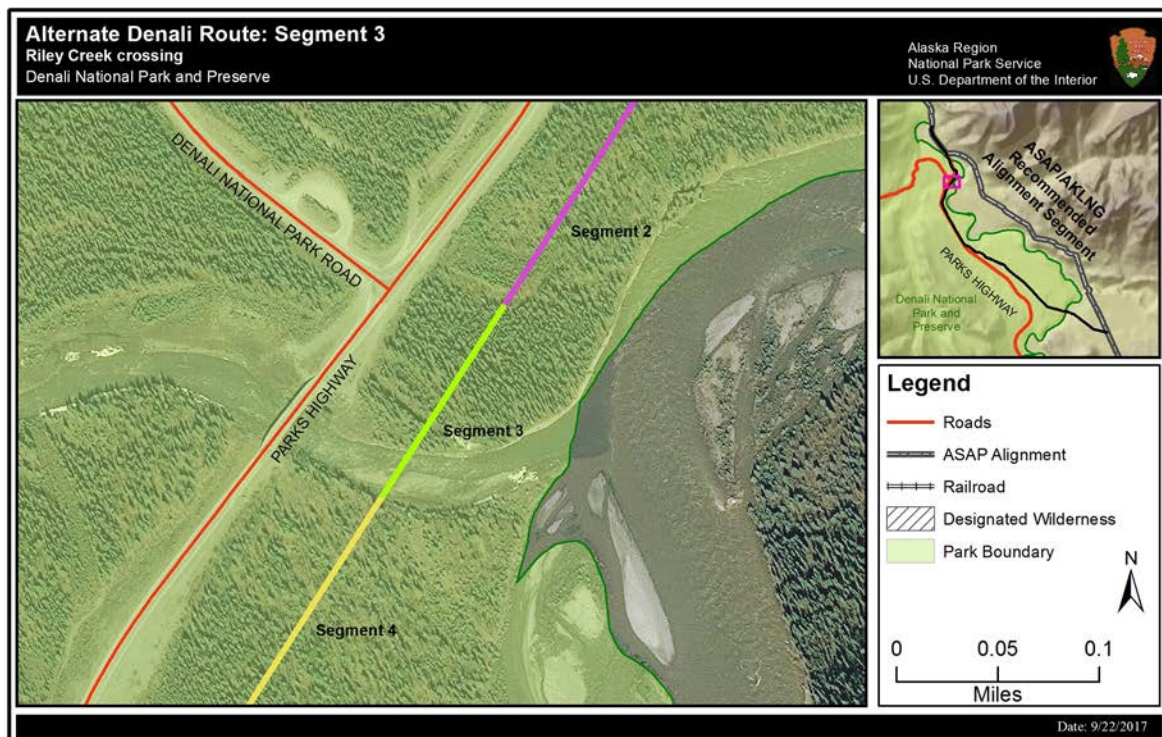 Alternate Denali Route: Segment 3
Riley Creek crossing
Denali National Park and Preserve
Alaska Region
National Park Service
U.S. Department of the Interior
DENALI NATIONAL PARK ROAD
PARKS HIGHWAY
Segment 2
Segment 3
Segment 4
ASAP/AKLNG
Recommended
Alignment Segment
PARKS HIGHWAY
Denali National
Park and
Preserve
Legend
Roads
ASAP Alignment
Railroad
Designated Wilderness
Park Boundary
N
0 0.05 0.1
Miles
Date: 9/22/2017